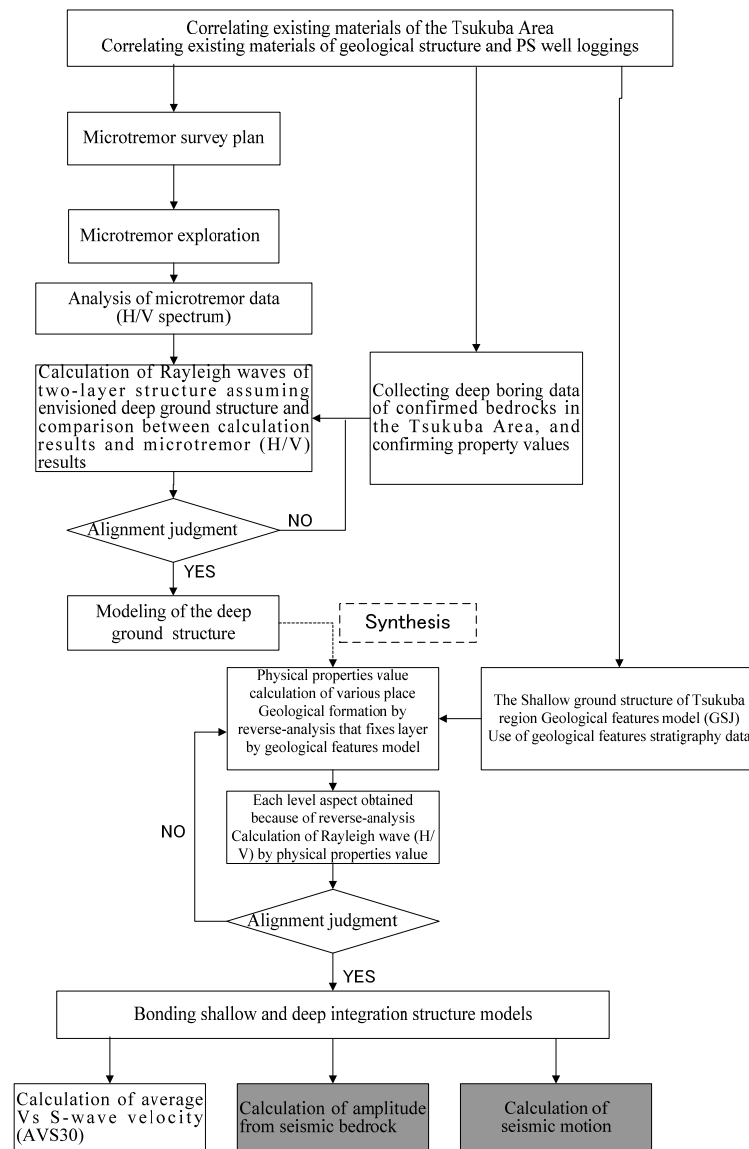 Correlating existing materials of the Tsukuba Area
Correlating existing materials of geological structure and PS well loggings
Microtremor survey plan
Microtremor exploration
Analysis of microtremor data
(H/V spectrum)
Calculation of Rayleigh waves of
two-layer structure assuming
envisioned deep ground structure and
comparison between calculation
results and microtremor (H/V)
results
Collecting deep boring data
of confirmed bedrocks in
the Tsukuba Area, and
confirming property values
Alignment judgment
NO
YES
Modeling of the deep
ground structure
Synthesis
Physical properties value
calculation of various place
Geological formation by
reverse-analysis that fixes layer
by geological features model
The Shallow ground structure of Tsukuba
region Geological features model (GSJ)
Use of geological features stratigraphy data
Each level aspect obtained
because of reverse-analysis
Calculation of Rayleigh wave (H/
V) by physical properties value
NO
Alignment judgment
YES
Bonding shallow and deep integration structure models
Calculation of average
Vs S-wave velocity
(AVS30)
Calculation of amplitude
from seismic bedrock
Calculation of
seismic motion